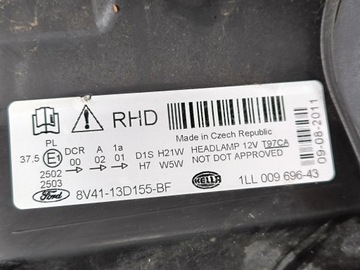 RHD
Made in Czech Republic
PL
37.5 E1
DCR A 1a
00 02 01
2502
2503
D1S H21W HEADLAMP 12V T97CA
H7 W5W NOT DOT APPROVED
Ford 8V41-13D155-BF
HELLA
1LL 009 696-43
09-08-2011